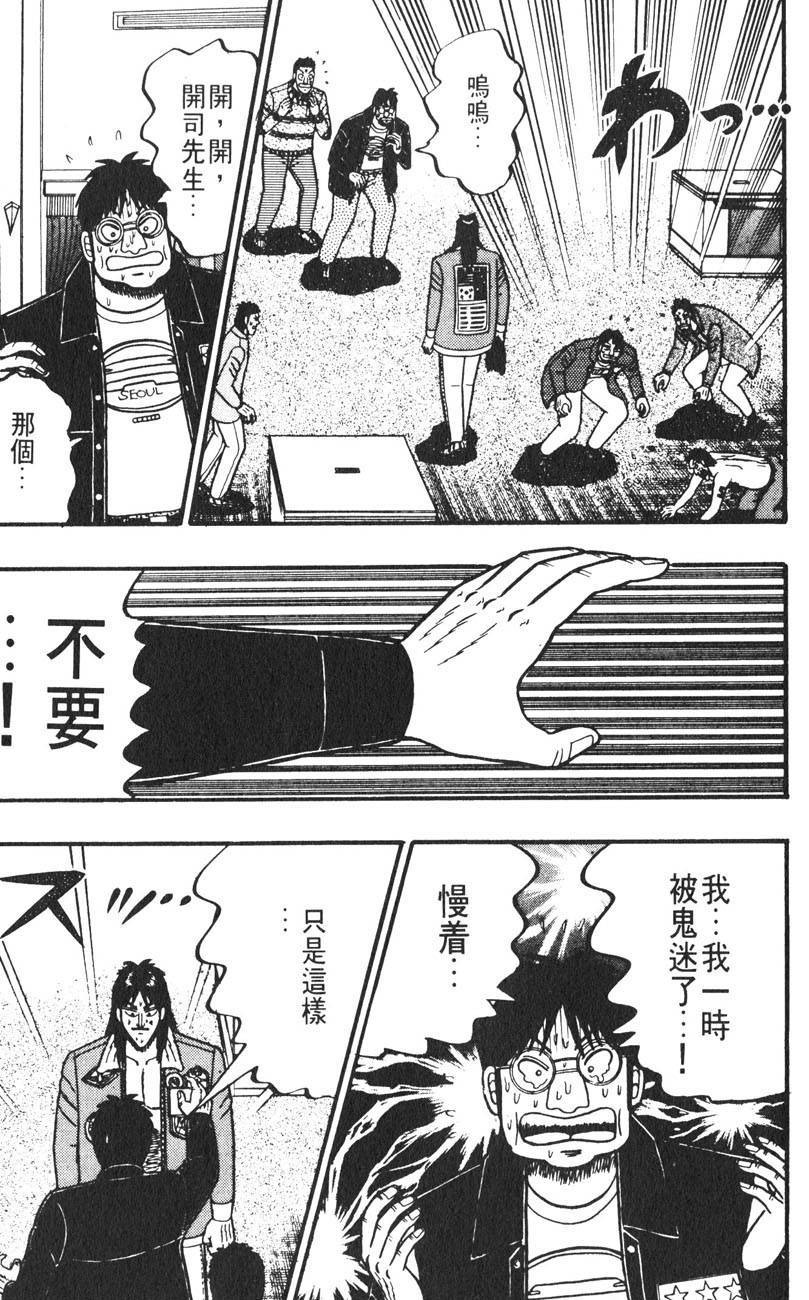 わっ…
嗚嗚…
開，開，
開司先生…
SEOUL
那個…
不要
…！
我…我一時
被鬼迷了…！
慢着…
只是這樣
…
ス〃…